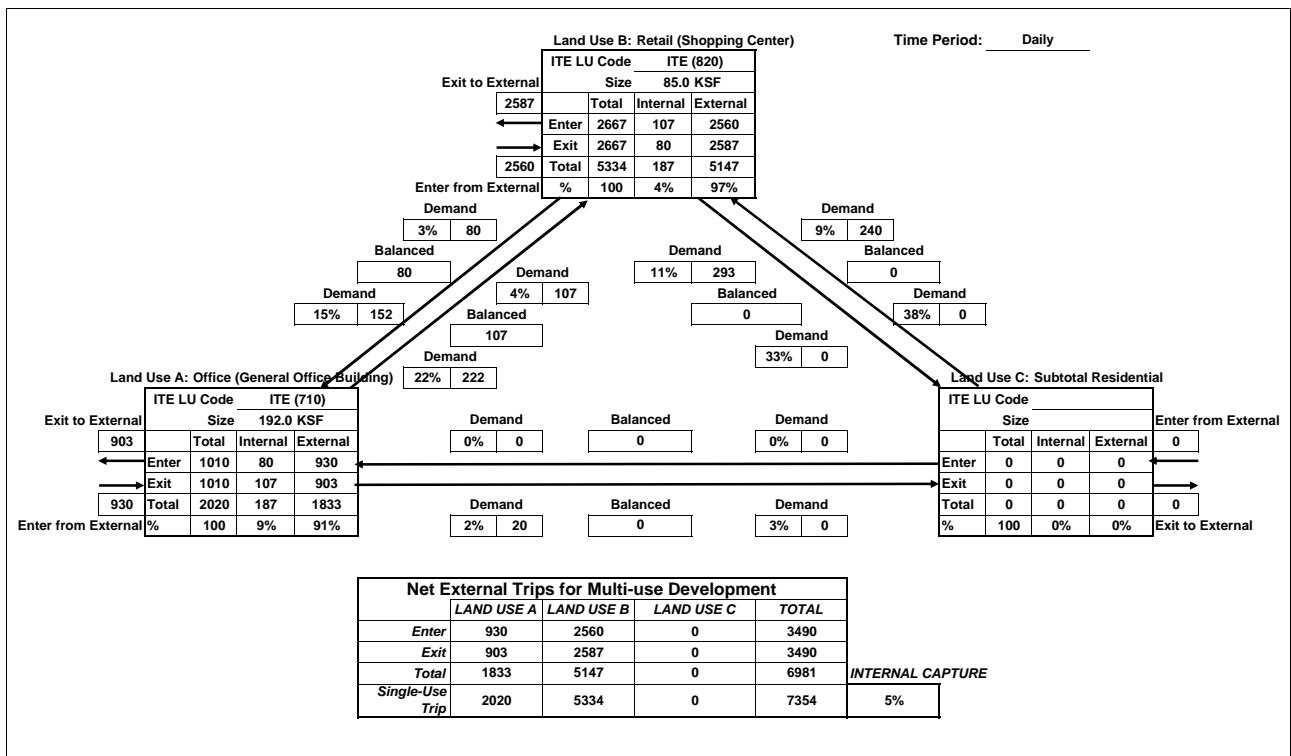 Land Use B: Retail (Shopping Center)
Time Period: Daily
ITE LU Code ITE (820)
Exit to External Size 85.0 KSF
2587 Total Internal External
Enter 2667 107 2560
Exit 2667 80 2587
2560 Total 5334 187 5147
Enter from External % 100 4% 97%
Demand
3% 80
Balanced
80
Demand
15% 152
Demand
4% 107
Balanced
107
Demand
22% 222
Demand
11% 293
Balanced
0
Demand
33% 0
Demand
9% 240
Balanced
0
Demand
38% 0
Land Use A: Office (General Office Building)
ITE LU Code ITE (710)
Exit to External Size 192.0 KSF
903 Total Internal External
Enter 1010 80 930
Exit 1010 107 903
930 Total 2020 187 1833
Enter from External % 100 9% 91%
Demand Balanced Demand
0% 0 0 0% 0
Demand Balanced Demand
2% 20 0 3% 0
Land Use C: Subtotal Residential
ITE LU Code
Size Enter from External
Total Internal External 0
Enter 0 0 0
Exit 0 0 0
Total 0 0 0 0
% 100 0% 0% Exit to External
Net External Trips for Multi-use Development
LAND USE A LAND USE B LAND USE C TOTAL
Enter 930 2560 0 3490
Exit 903 2587 0 3490
Total 1833 5147 0 6981 INTERNAL CAPTURE
Single-Use
Trip 2020 5334 0 7354 5%